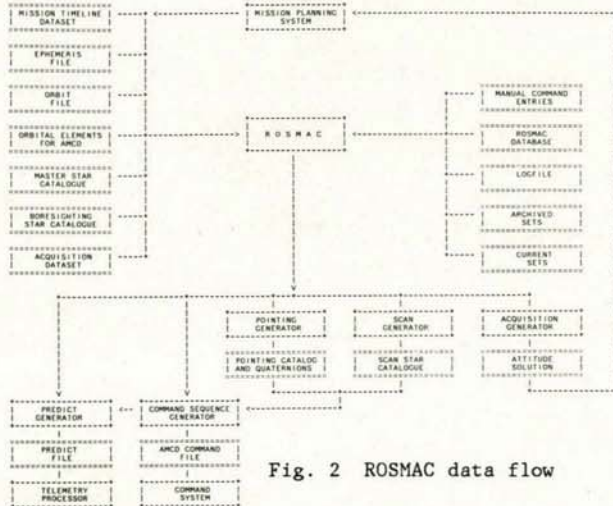 MISSION TIMELINE
DATASET
MISSION PLANNING
SYSTEM
EPHEMERIS
FILE
ORBIT
FILE
MANUAL COMMAND
ENTRIES
ORBITAL ELEMENTS
FOR AMCD
R O S M A C
ROSMAC
DATABASE
MASTER STAR
CATALOGUE
LOGFILE
BORESIGHTING
STAR CATALOGUE
ARCHIVED
SETS
ACQUISITION
DATASET
CURRENT
SETS
POINTING
GENERATOR
SCAN
GENERATOR
ACQUISITION
GENERATOR
POINTING CATALOG
AND QUATERNIONS
SCAN STAR
CATALOGUE
ATTITUDE
SOLUTION
PREDICT
GENERATOR
COMMAND SEQUENCE
GENERATOR
PREDICT
FILE
AMCD COMMAND
FILE
TELEMETRY
PROCESSOR
COMMAND
SYSTEM
Fig. 2 ROSMAC data flow